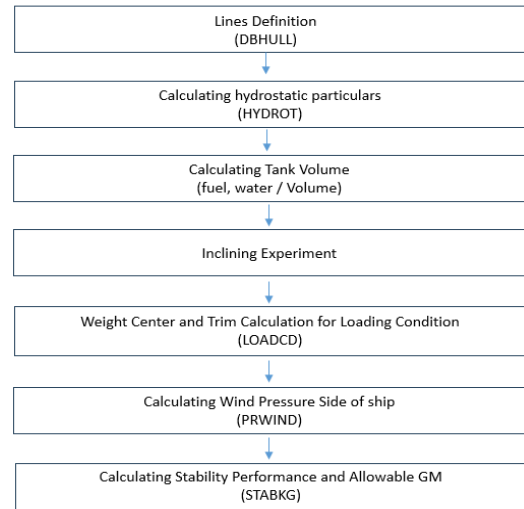 Lines Definition
(DBHULL)
Calculating hydrostatic particulars
(HYDROT)
Calculating Tank Volume
(fuel, water / Volume)
Inclining Experiment
Weight Center and Trim Calculation for Loading Condition
(LOADCD)
Calculating Wind Pressure Side of ship
(PRWIND)
Calculating Stability Performance and Allowable GM
(STABKG)